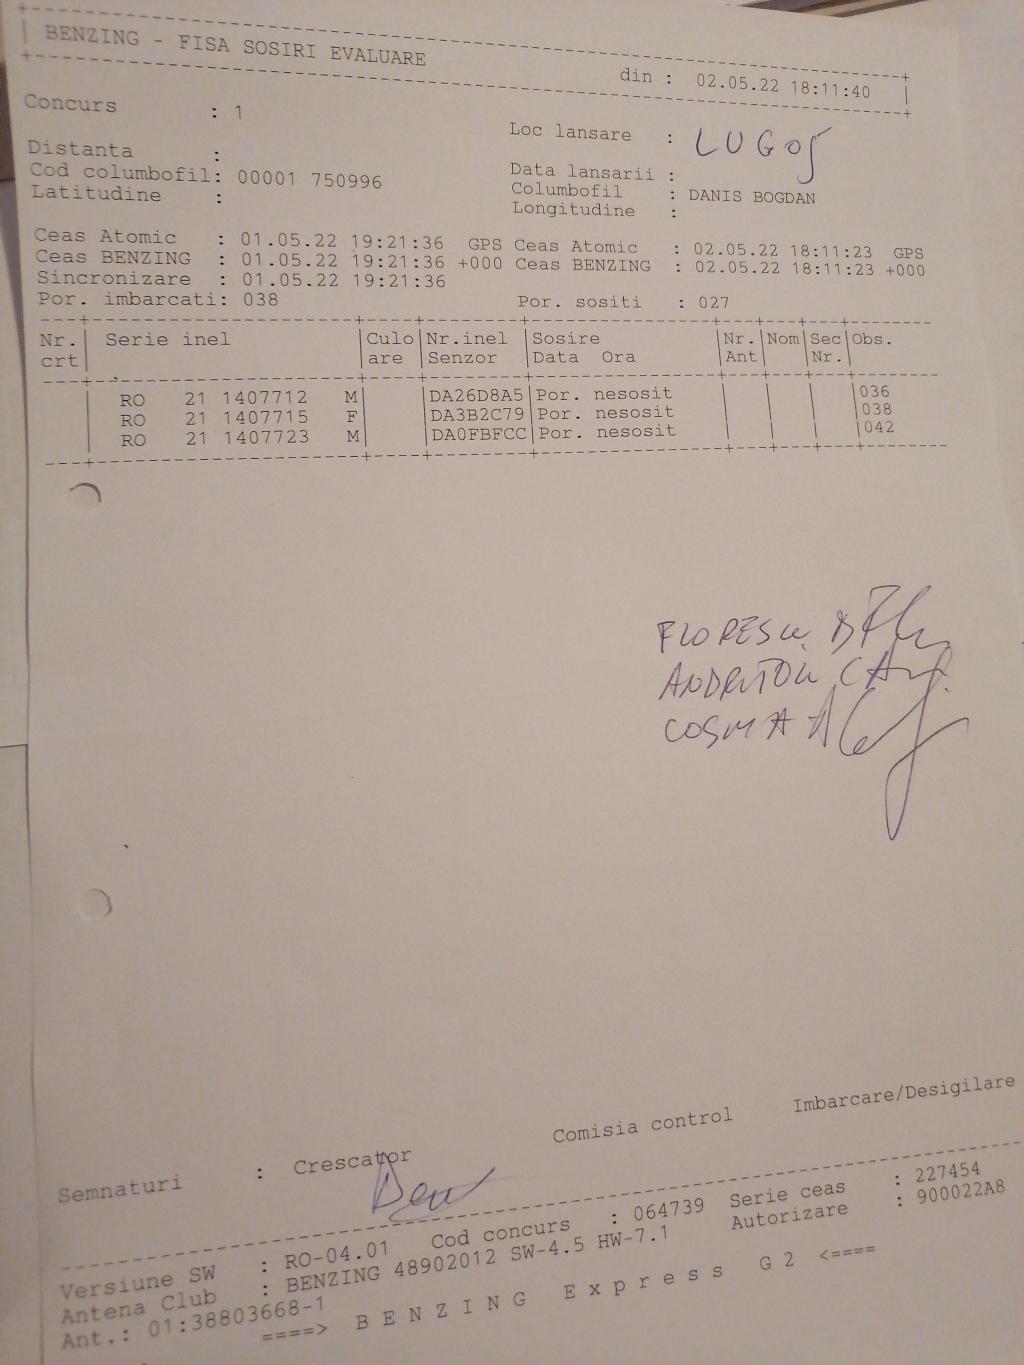 BENZING - FISA SOSIRI EVALUARE
din : 02.05.22 18:11:40
Concurs : 1
Loc lansare : LUGOJ
Distanta :
Data lansarii :
Cod columbofil: 00001 750996
Columbofil : DANIS BOGDAN
Latitudine :
Longitudine :
Ceas Atomic : 01.05.22 19:21:36 GPS Ceas Atomic : 02.05.22 18:11:23 GPS
Ceas BENZING : 01.05.22 19:21:36 +000 Ceas BENZING : 02.05.22 18:11:23 +000
Sincronizare : 01.05.22 19:21:36
Por. imbarcati: 038 Por. sositi : 027
Nr. Serie inel Culo Nr.inel Sosire Nr. Nom Sec Obs.
crt are Senzor Data Ora Ant Nr.
RO 21 1407712 M DA26D8A5 Por. nesosit 036
RO 21 1407715 F DA3B2C79 Por. nesosit 038
RO 21 1407723 M DA0FBFCC Por. nesosit 042
FLORESCU
COSMA A
Semnaturi : Crescator Comisia control Imbarcare/Desigilare
Versiune SW : RO-04.01 Cod concurs : 064739 Serie ceas : 227454
Antena Club : BENZING 48902012 SW-4.5 HW-7.1 Autorizare : 900022A8
Ant.: 01:38803668-1
====> B E N Z I N G E x p r e s s G 2 <====